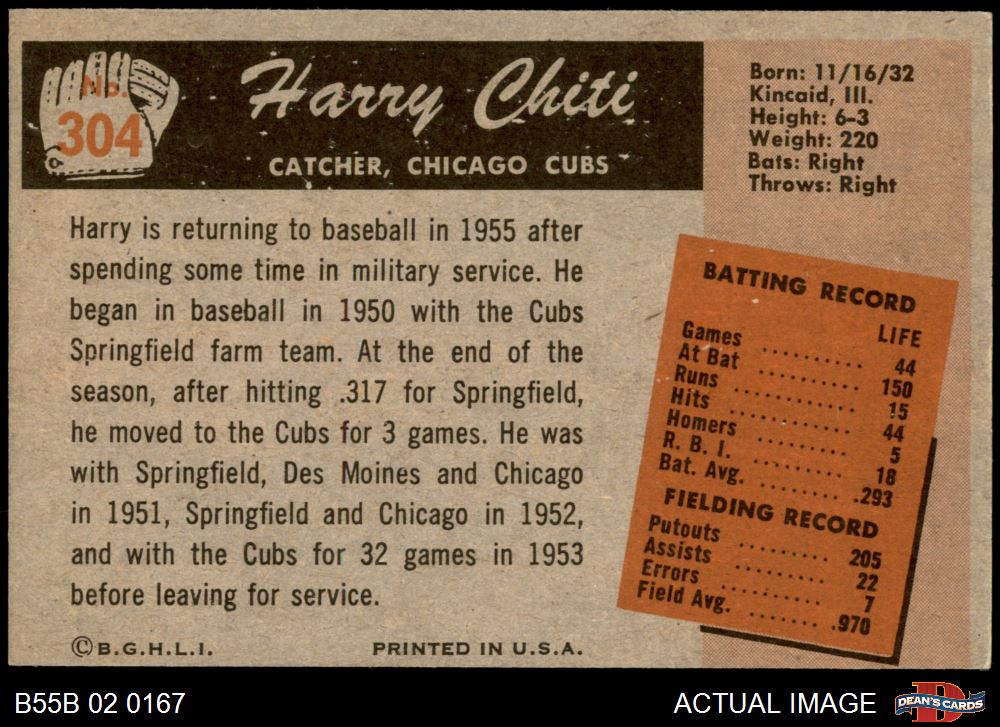 No.
304
Harry Chiti
CATCHER, CHICAGO CUBS
Born: 11/16/32
Kincaid, Ill.
Height: 6-3
Weight: 220
Bats: Right
Throws: Right
Harry is returning to baseball in 1955 after
spending some time in military service. He
began in baseball in 1950 with the Cubs
Springfield farm team. At the end of the
season, after hitting .317 for Springfield,
he moved to the Cubs for 3 games. He was
with Springfield, Des Moines and Chicago
in 1951, Springfield and Chicago in 1952,
and with the Cubs for 32 games in 1953
before leaving for service.
BATTING RECORD
LIFE
Games .......... 44
At Bat .......... 150
Runs ............ 15
Hits ............ 44
Homers ........ 5
R. B. I. .......... 18
Bat. Avg. ........ .293
FIELDING RECORD
Putouts ......... 205
Assists .......... 22
Errors ........... 7
Field Avg. ....... .970
©B.G.H.L.I.
PRINTED IN U.S.A.
B55B 02 0167
ACTUAL IMAGE
D
DEAN'S CARDS